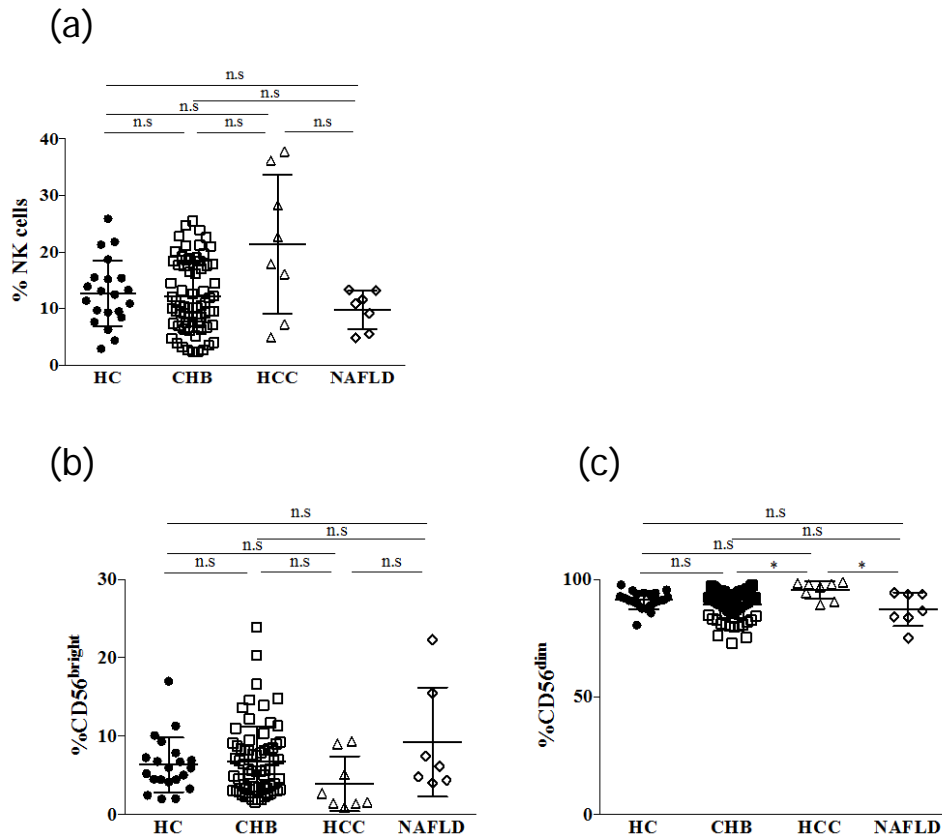 (a)
n.s
n.s
n.s
n.s n.s n.s
% NK cells
40
30
20
10
0
HC CHB HCC NAFLD
(b)
n.s
n.s
n.s
n.s n.s n.s
%CD56bright
30
20
10
0
HC CHB HCC NAFLD
(c)
n.s
n.s
n.s
n.s * *
%CD56dim
100
50
0
HC CHB HCC NAFLD